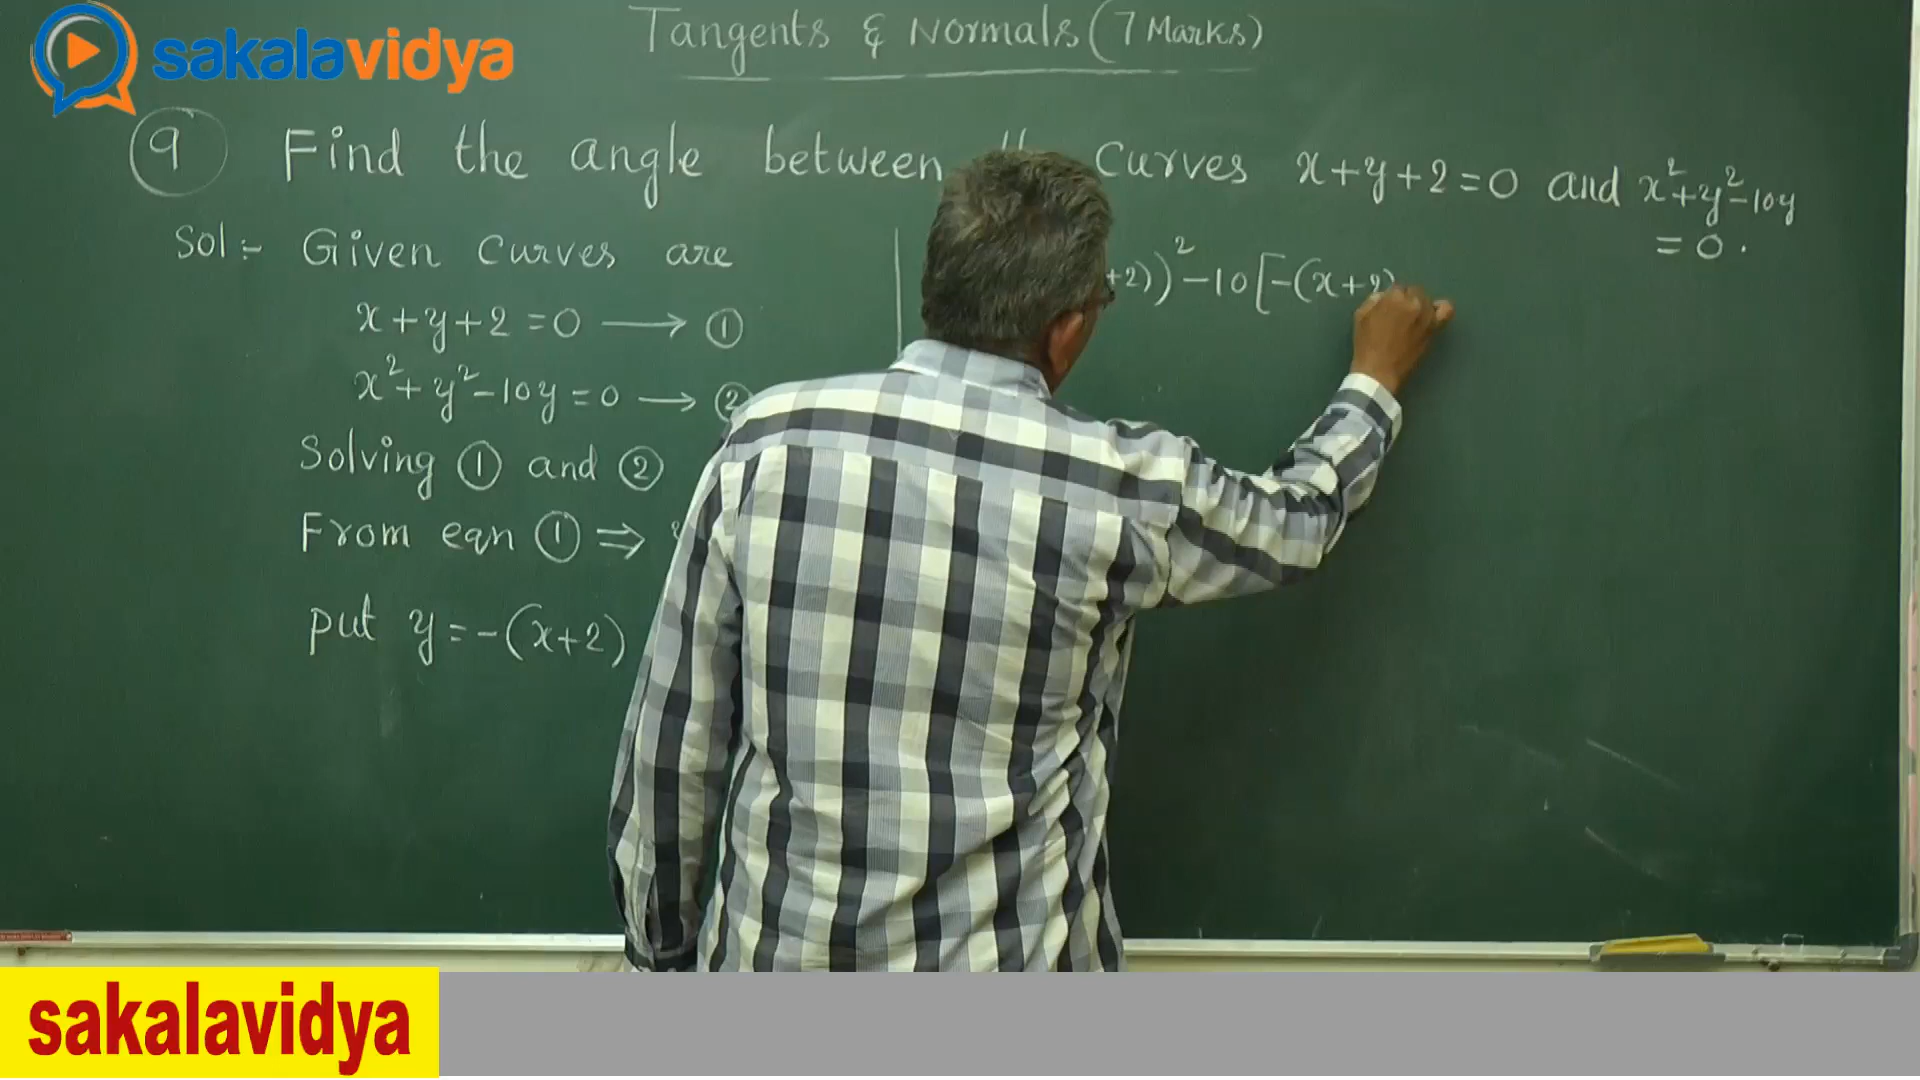 sakalavidya
Tangents & Normals (7 Marks)
9 Find the angle between curves x+y+2=0 and x²+y²-10y
=0.
Sol:- Given curves are
x+y+2=0 → ①
x²+y²-10y=0 → ②
Solving ① and ②
From eqn ① ⇒
put y=-(x+2)
+2))²-10[-(x+2)
sakalavidya